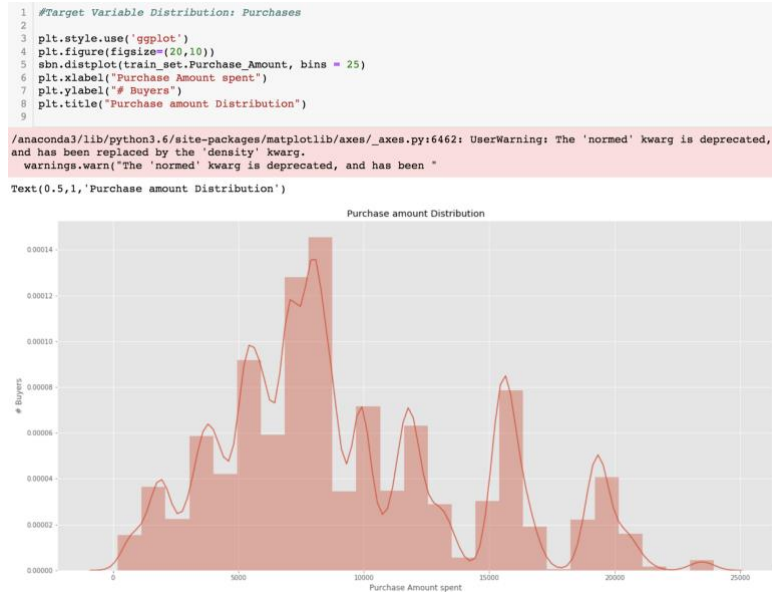 1 #Target Variable Distribution: Purchases
2
3 plt.style.use('ggplot')
4 plt.figure(figsize=(20,10))
5 sbn.distplot(train_set.Purchase_Amount, bins = 25)
6 plt.xlabel("Purchase Amount spent")
7 plt.ylabel("# Buyers")
8 plt.title("Purchase amount Distribution")
9
/anaconda3/lib/python3.6/site-packages/matplotlib/axes/_axes.py:6462: UserWarning: The 'normed' kwarg is deprecated,
and has been replaced by the 'density' kwarg.
warnings.warn("The 'normed' kwarg is deprecated, and has been "
Text(0.5,1,'Purchase amount Distribution')
Purchase amount Distribution
0.00014
0.00012
0.00010
0.00008
0.00006
0.00004
0.00002
0.00000
# Buyers
0 5000 10000 15000 20000 25000
Purchase Amount spent